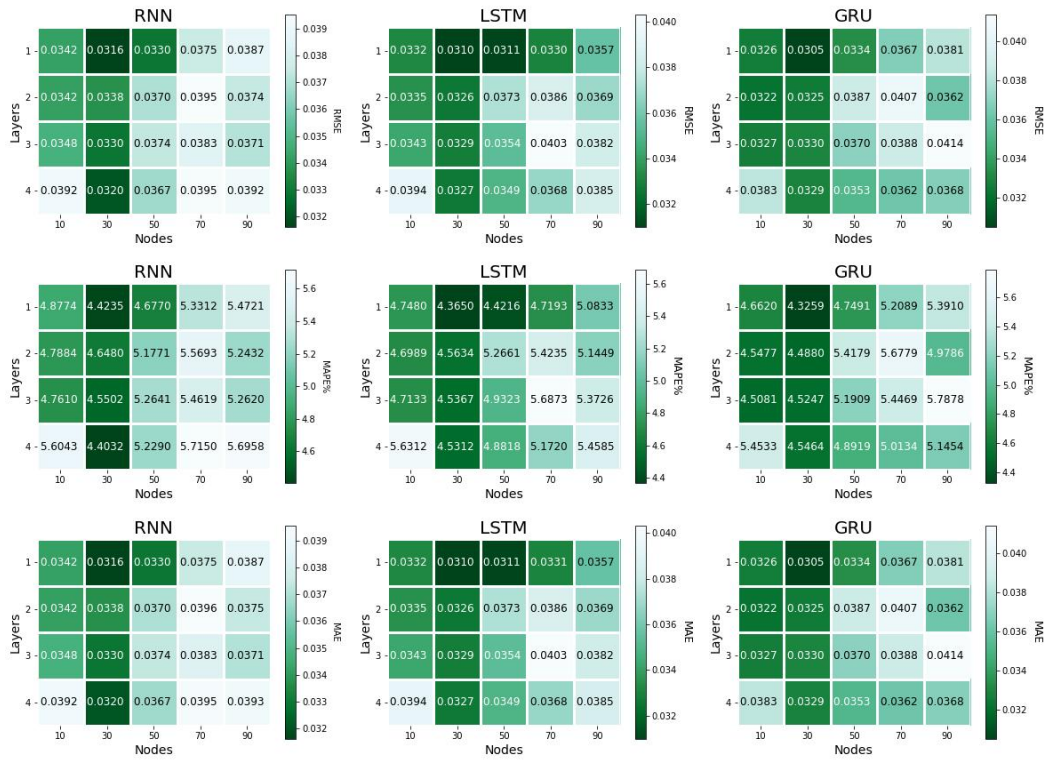 RNN LSTM GRU
1 0.0342 0.0316 0.0330 0.0375 0.0387 0.039
2 0.0342 0.0338 0.0370 0.0395 0.0374 0.038
3 0.0348 0.0330 0.0374 0.0383 0.0371 0.037
4 0.0392 0.0320 0.0367 0.0395 0.0392 0.036
0.035
0.034
0.033
0.032
10 30 50 70 90
Layers
Nodes
RMSE
1 0.0332 0.0310 0.0311 0.0330 0.0357
2 0.0335 0.0326 0.0373 0.0386 0.0369
3 0.0343 0.0329 0.0354 0.0403 0.0382
4 0.0394 0.0327 0.0349 0.0368 0.0385
0.040
0.038
0.036
0.034
0.032
10 30 50 70 90
Layers
Nodes
RMSE
1 0.0326 0.0305 0.0334 0.0367 0.0381
2 0.0322 0.0325 0.0387 0.0407 0.0362
3 0.0327 0.0330 0.0370 0.0388 0.0414
4 0.0383 0.0329 0.0353 0.0362 0.0368
0.040
0.038
0.036
0.034
0.032
10 30 50 70 90
Layers
Nodes
RMSE
RNN LSTM GRU
1 4.8774 4.4235 4.6770 5.3312 5.4721
2 4.7884 4.6480 5.1771 5.5693 5.2432
3 4.7610 4.5502 5.2641 5.4619 5.2620
4 5.6043 4.4032 5.2290 5.7150 5.6958
5.6
5.4
5.2
5.0
4.8
4.6
10 30 50 70 90
Layers
Nodes
MAPE%
1 4.7480 4.3650 4.4216 4.7193 5.0833
2 4.6989 4.5634 5.2661 5.4235 5.1449
3 4.7133 4.5367 4.9323 5.6873 5.3726
4 5.6312 4.5312 4.8818 5.1720 5.4585
5.6
5.4
5.2
5.0
4.8
4.6
4.4
10 30 50 70 90
Layers
Nodes
MAPE%
1 4.6620 4.3259 4.7491 5.2089 5.3910
2 4.5477 4.4880 5.4179 5.6779 4.9786
3 4.5081 4.5247 5.1909 5.4469 5.7878
4 5.4533 4.5464 4.8919 5.0134 5.1454
5.6
5.4
5.2
5.0
4.8
4.6
4.4
10 30 50 70 90
Layers
Nodes
MAPE%
RNN LSTM GRU
1 0.0342 0.0316 0.0330 0.0375 0.0387
2 0.0342 0.0338 0.0370 0.0396 0.0375
3 0.0348 0.0330 0.0374 0.0383 0.0371
4 0.0392 0.0320 0.0367 0.0395 0.0393
0.039
0.038
0.037
0.036
0.035
0.034
0.033
0.032
10 30 50 70 90
Layers
Nodes
MAE
1 0.0332 0.0310 0.0311 0.0331 0.0357
2 0.0335 0.0326 0.0373 0.0386 0.0369
3 0.0343 0.0329 0.0354 0.0403 0.0382
4 0.0394 0.0327 0.0349 0.0368 0.0385
0.040
0.038
0.036
0.034
0.032
10 30 50 70 90
Layers
Nodes
MAE
1 0.0326 0.0305 0.0334 0.0367 0.0381
2 0.0322 0.0325 0.0387 0.0407 0.0362
3 0.0327 0.0330 0.0370 0.0388 0.0414
4 0.0383 0.0329 0.0353 0.0362 0.0368
0.040
0.038
0.036
0.034
0.032
10 30 50 70 90
Layers
Nodes
MAE